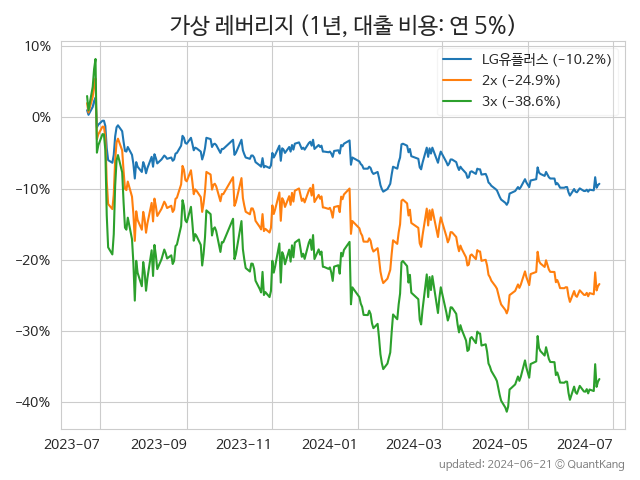 가상 레버리지 (1년, 대출 비용: 연 5%)
10%
0%
−10%
−20%
−30%
−40%
LG유플러스 (−10.2%)
2x (−24.9%)
3x (−38.6%)
2023-07 2023-09 2023-11 2024-01 2024-03 2024-05 2024-07
updated: 2024-06-21 © QuantKang